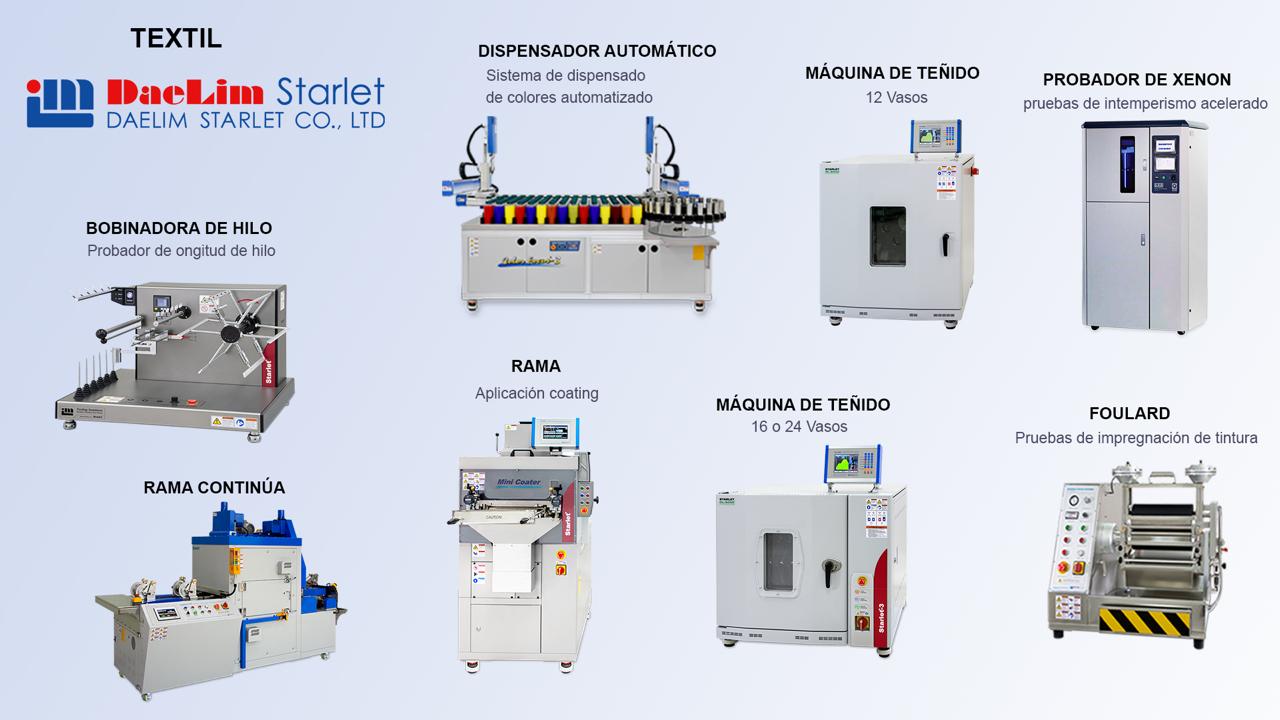 TEXTIL
DaeLim Starlet
DAELIM STARLET CO., LTD
DISPENSADOR AUTOMÁTICO
Sistema de dispensado
de colores automatizado
MÁQUINA DE TEÑIDO
12 Vasos
PROBADOR DE XENON
pruebas de intemperismo acelerado
BOBINADORA DE HILO
Probador de ongitud de hilo
Starlet
RAMA
Aplicación coating
Mini Coater
CAUTION
Starlet
MÁQUINA DE TEÑIDO
16 o 24 Vasos
STARLET
Starlet-3
FOULARD
Pruebas de impregnación de tintura
RAMA CONTINÚA